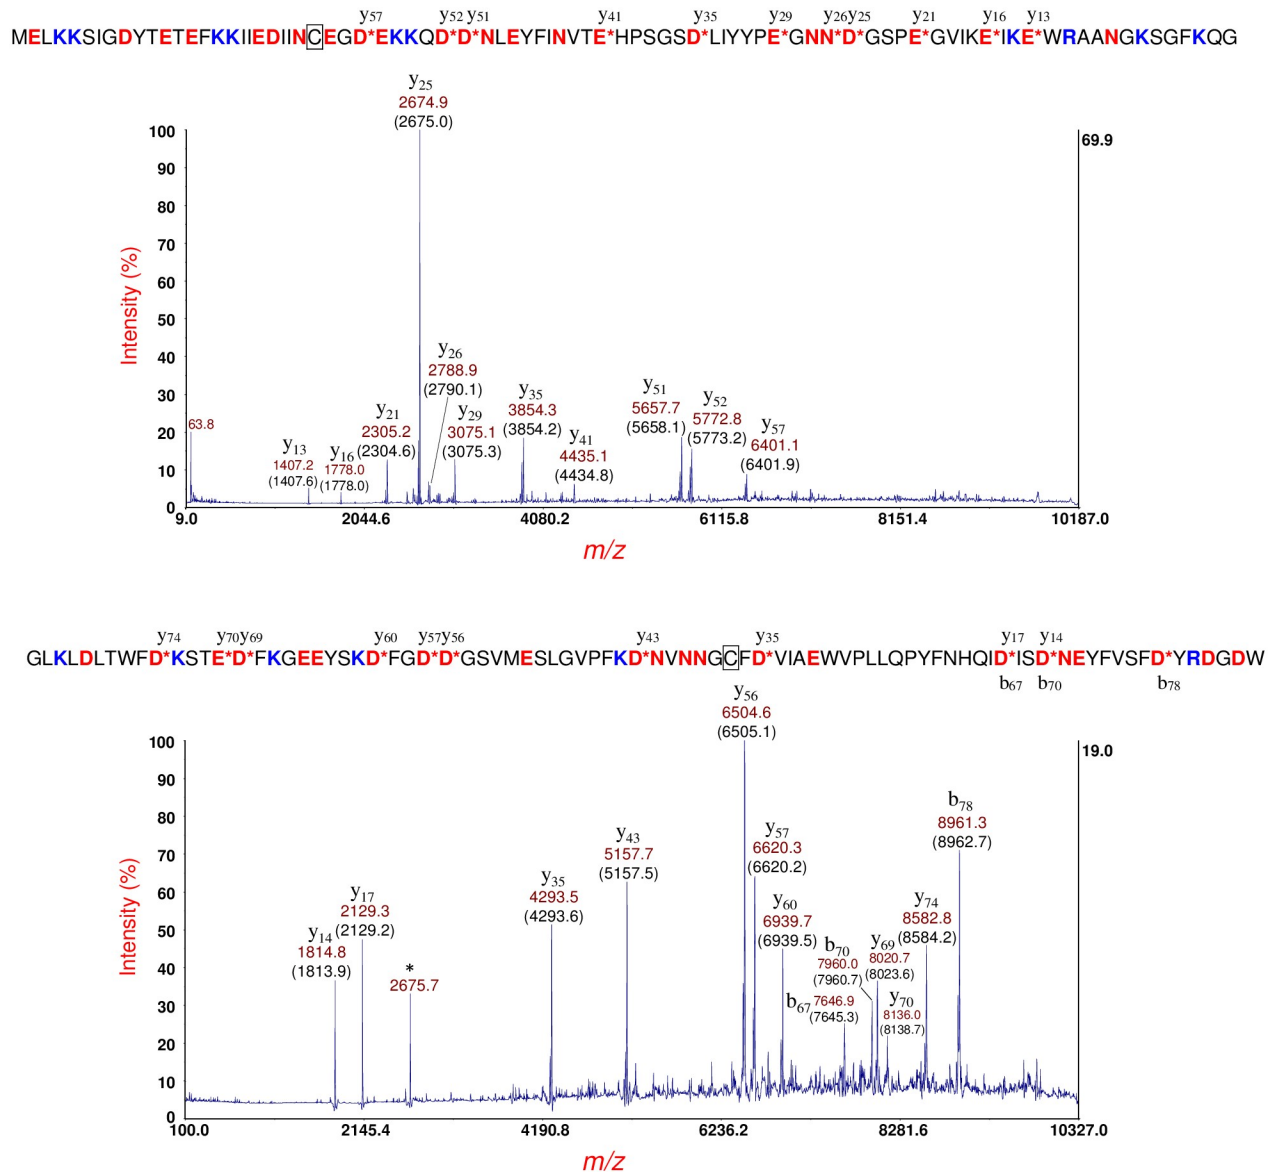 y57 y52 y51 y41 y35 y29 y26y25 y21 y16 y13
MELKKSIGDYTETEFKKIIEDIINCEGD*EKKQD*D*NLEYFINVTE*HPSGSD*LIYYPE*GNN*D*GSPE*GVIKE*IKE*WRAANGKSGFKQG
y25
2674.9
(2675.0)
100
69.9
90
80
70
60
50
40
30
20
10
0
Intensity (%)
63.8
y13
1407.2
(1407.6)
y16
1778.0
(1778.0)
y21
2305.2
(2304.6)
y26
2788.9
(2790.1)
y29
3075.1
(3075.3)
y35
3854.3
(3854.2)
y41
4435.1
(4434.8)
y51
5657.7
(5658.1)
y52
5772.8
(5773.2)
y57
6401.1
(6401.9)
9.0 2044.6 4080.2 6115.8 8151.4 10187.0
m/z
y74 y70y69 y60 y57y56 y43 y35 y17 y14
GLKLDLTWFD*KSTE*D*FKGEEYSKD*FGD*D*GSVMESLGVPFKD*NVNNGCFD*VIAEWVPLLQPYFNHQID*ISD*NEYFVSFD*YRDGDW
b67 b70 b78
y56
6504.6
(6505.1)
100
19.0
90
80
70
60
50
40
30
20
10
0
Intensity (%)
y14
1814.8
(1813.9)
y17
2129.3
(2129.2)
*
2675.7
y35
4293.5
(4293.6)
y43
5157.7
(5157.5)
y57
6620.3
(6620.2)
y60
6939.7
(6939.5)
b67 7646.9
(7645.3)
b70
7960.0
(7960.7)
y69
8020.7
(8023.6)
y70
8136.0
(8138.7)
y74
8582.8
(8584.2)
b78
8961.3
(8962.7)
100.0 2145.4 4190.8 6236.2 8281.6 10327.0
m/z